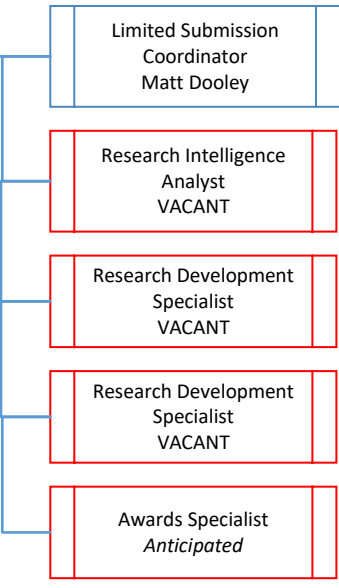 Limited Submission
Coordinator
Matt Dooley
Research Intelligence
Analyst
VACANT
Research Development
Specialist
VACANT
Research Development
Specialist
VACANT
Awards Specialist
Anticipated